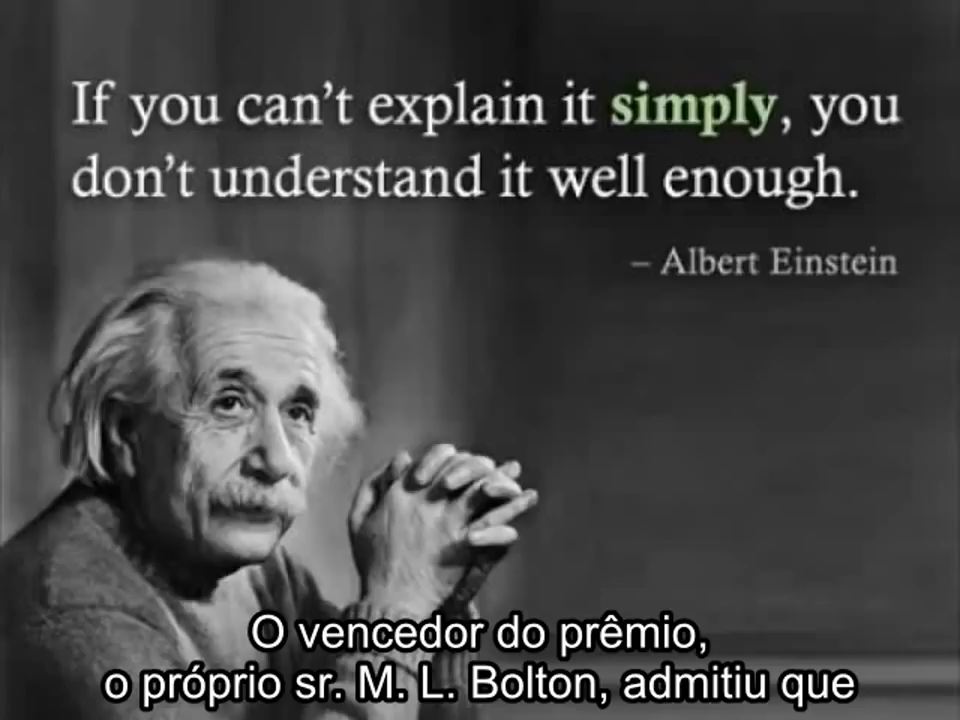 If you can't explain it simply, you
don't understand it well enough.
– Albert Einstein
O vencedor do prêmio,
o próprio sr. M. L. Bolton, admitiu que